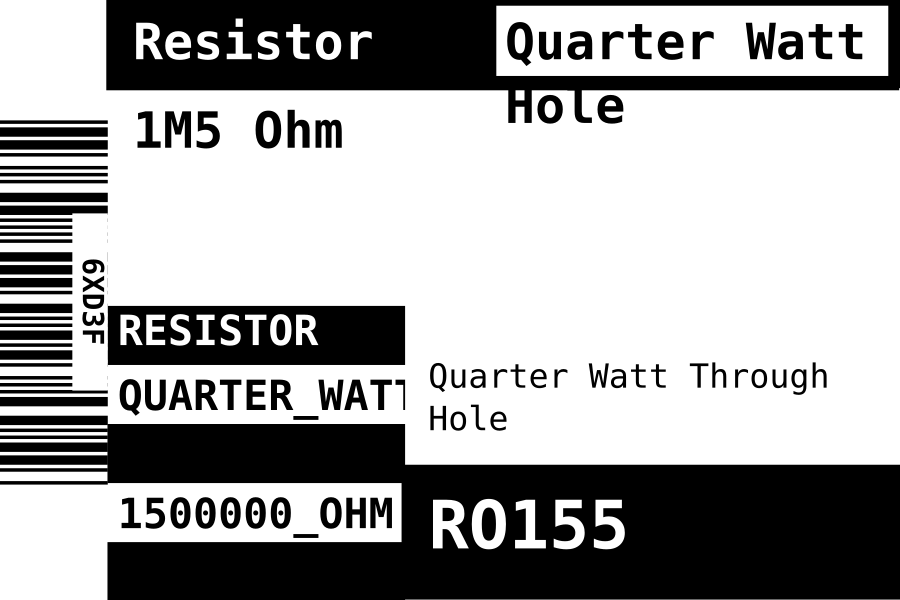 Resistor
Quarter Watt
Hole
1M5 Ohm
6XD3F
RESISTOR
QUARTER_WATT
1500000_OHM
Quarter Watt Through
Hole
RO155